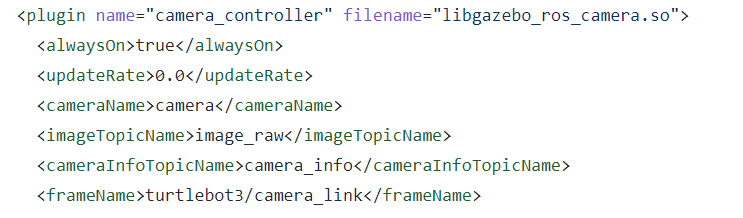 <plugin name="camera_controller" filename="libgazebo_ros_camera.so">
<alwaysOn>true</alwaysOn>
<updateRate>0.0</updateRate>
<cameraName>camera</cameraName>
<imageTopicName>image_raw</imageTopicName>
<cameraInfoTopicName>camera_info</cameraInfoTopicName>
<frameName>turtlebot3/camera_link</frameName>